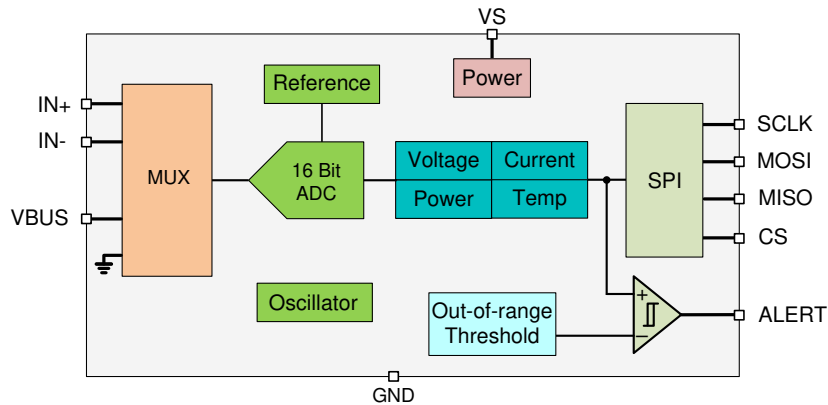 VS
Power
Reference
IN+
IN-
VBUS
MUX
16 Bit
ADC
Voltage
Current
Power
Temp
SPI
SCLK
MOSI
MISO
CS
Oscillator
Out-of-range
Threshold
+
−
ALERT
GND